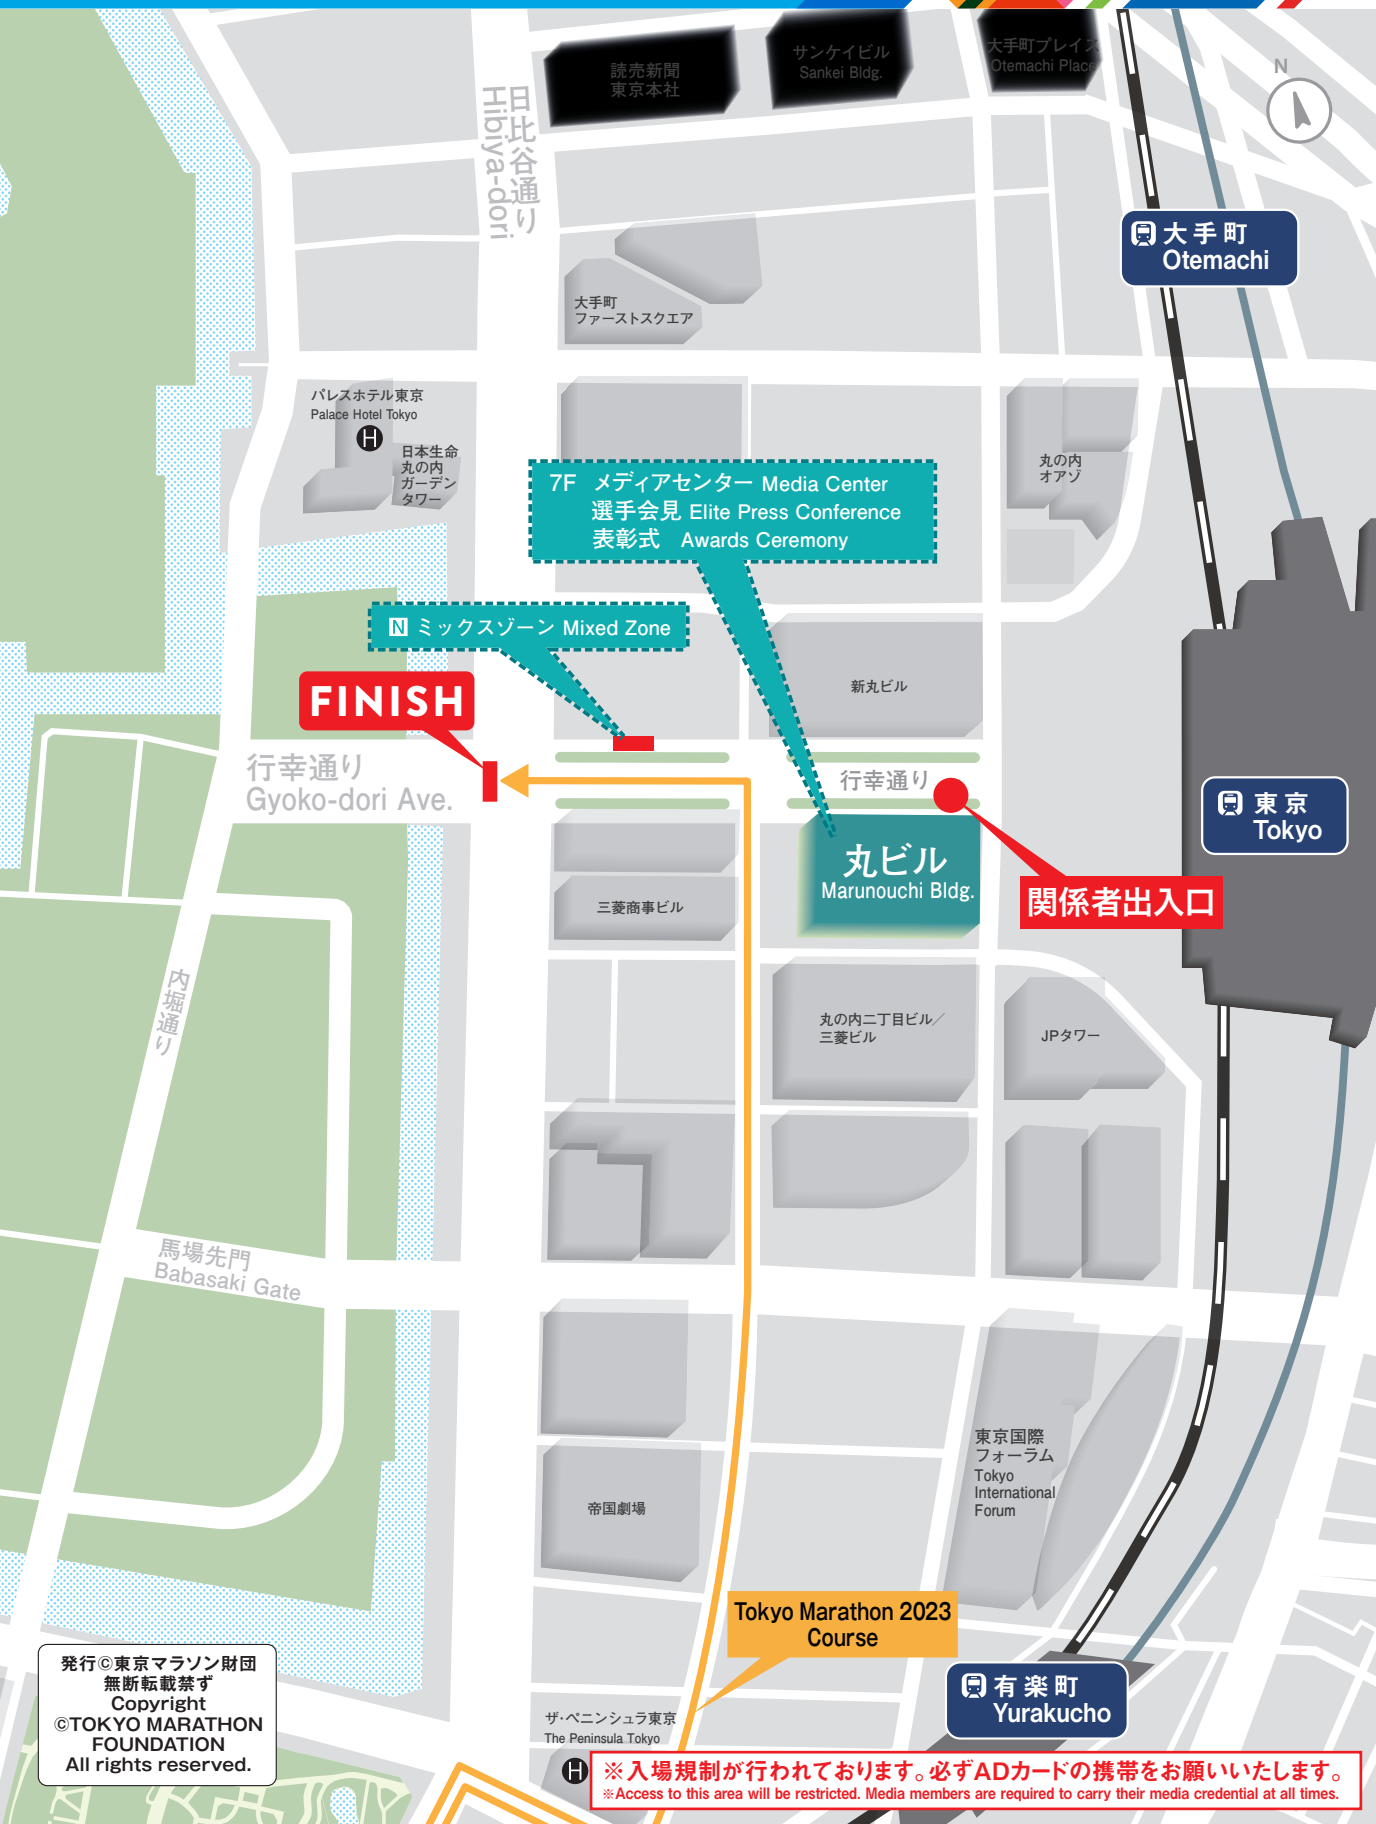 読売新聞
東京本社
サンケイビル
Sankei Bldg.
大手町プレイス
Otemachi Place
N
日比谷通り
Hibiya-dori
大手町
Otemachi
大手町
ファーストスクエア
パレスホテル東京
Palace Hotel Tokyo
H
日本生命
丸の内
ガーデン
タワー
丸の内
オアゾ
7F メディアセンター Media Center
選手会見 Elite Press Conference
表彰式 Awards Ceremony
N ミックスゾーン Mixed Zone
FINISH
新丸ビル
行幸通り
Gyoko-dori Ave.
行幸通り
東京
Tokyo
丸ビル
Marunouchi Bldg.
関係者出入口
三菱商事ビル
内堀通り
丸の内二丁目ビル／
三菱ビル
JPタワー
馬場先門
Babasaki Gate
東京国際
フォーラム
Tokyo
International
Forum
帝国劇場
Tokyo Marathon 2023
Course
発行©東京マラソン財団
無断転載禁ず
Copyright
©TOKYO MARATHON
FOUNDATION
All rights reserved.
有楽町
Yurakucho
ザ・ペニンシュラ東京
The Peninsula Tokyo
H
※入場規制が行われております。必ずADカードの携帯をお願いいたします。
※Access to this area will be restricted. Media members are required to carry their media credential at all times.